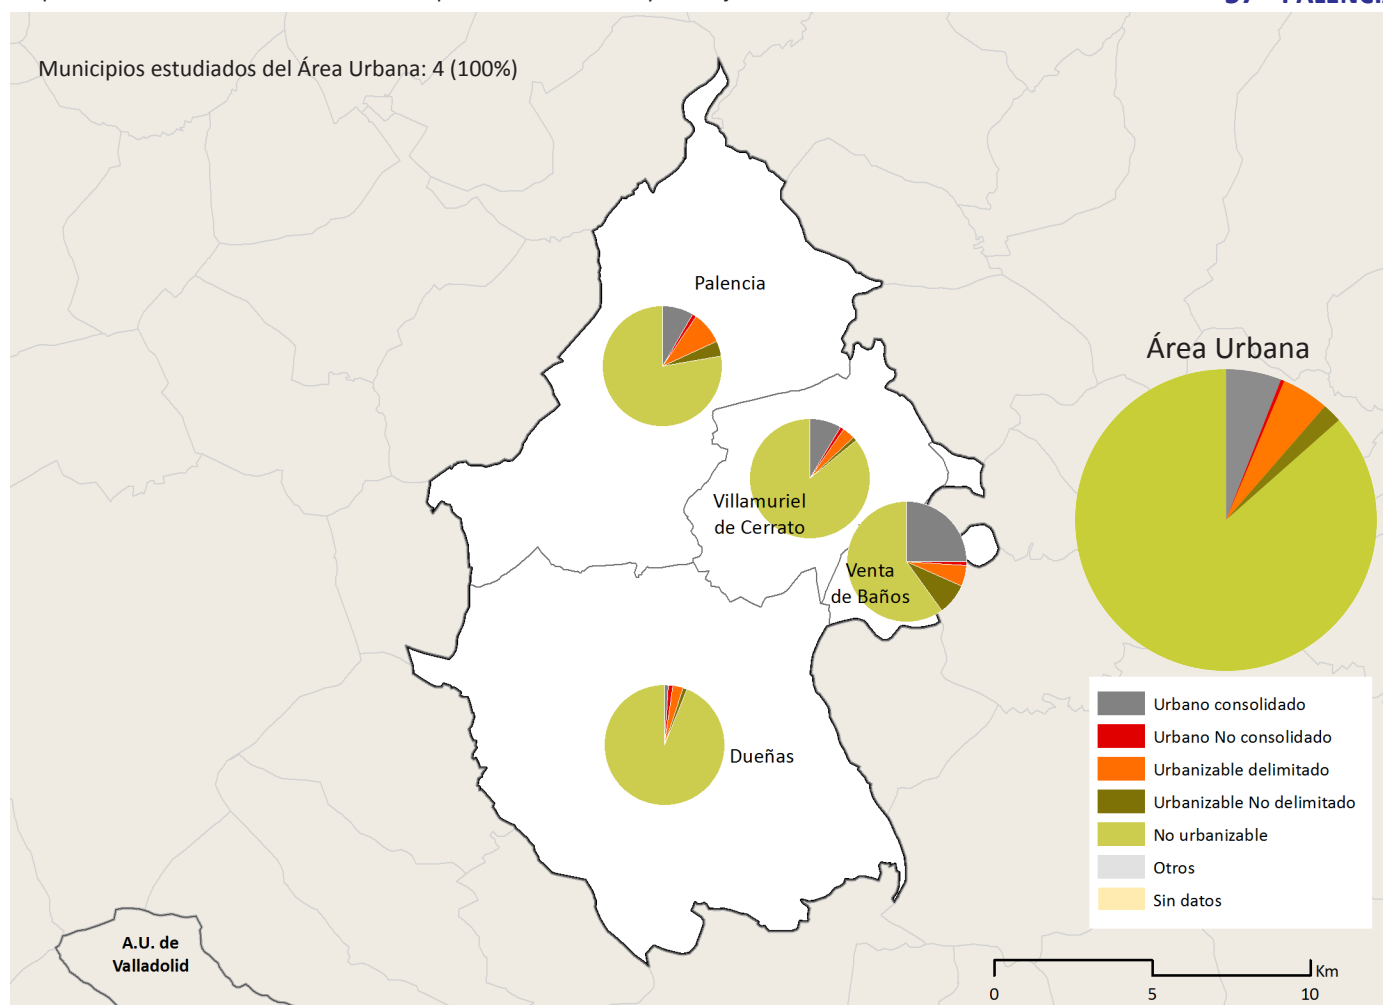 Municipios estudiados del Área Urbana: 4 (100%)
Palencia
Área Urbana
Villamuriel
de Cerrato
Venta
de Baños
Dueñas
Urbano consolidado
Urbano No consolidado
Urbanizable delimitado
Urbanizable No delimitado
No urbanizable
Otros
Sin datos
A.U. de
Valladolid
Km
0 5 10